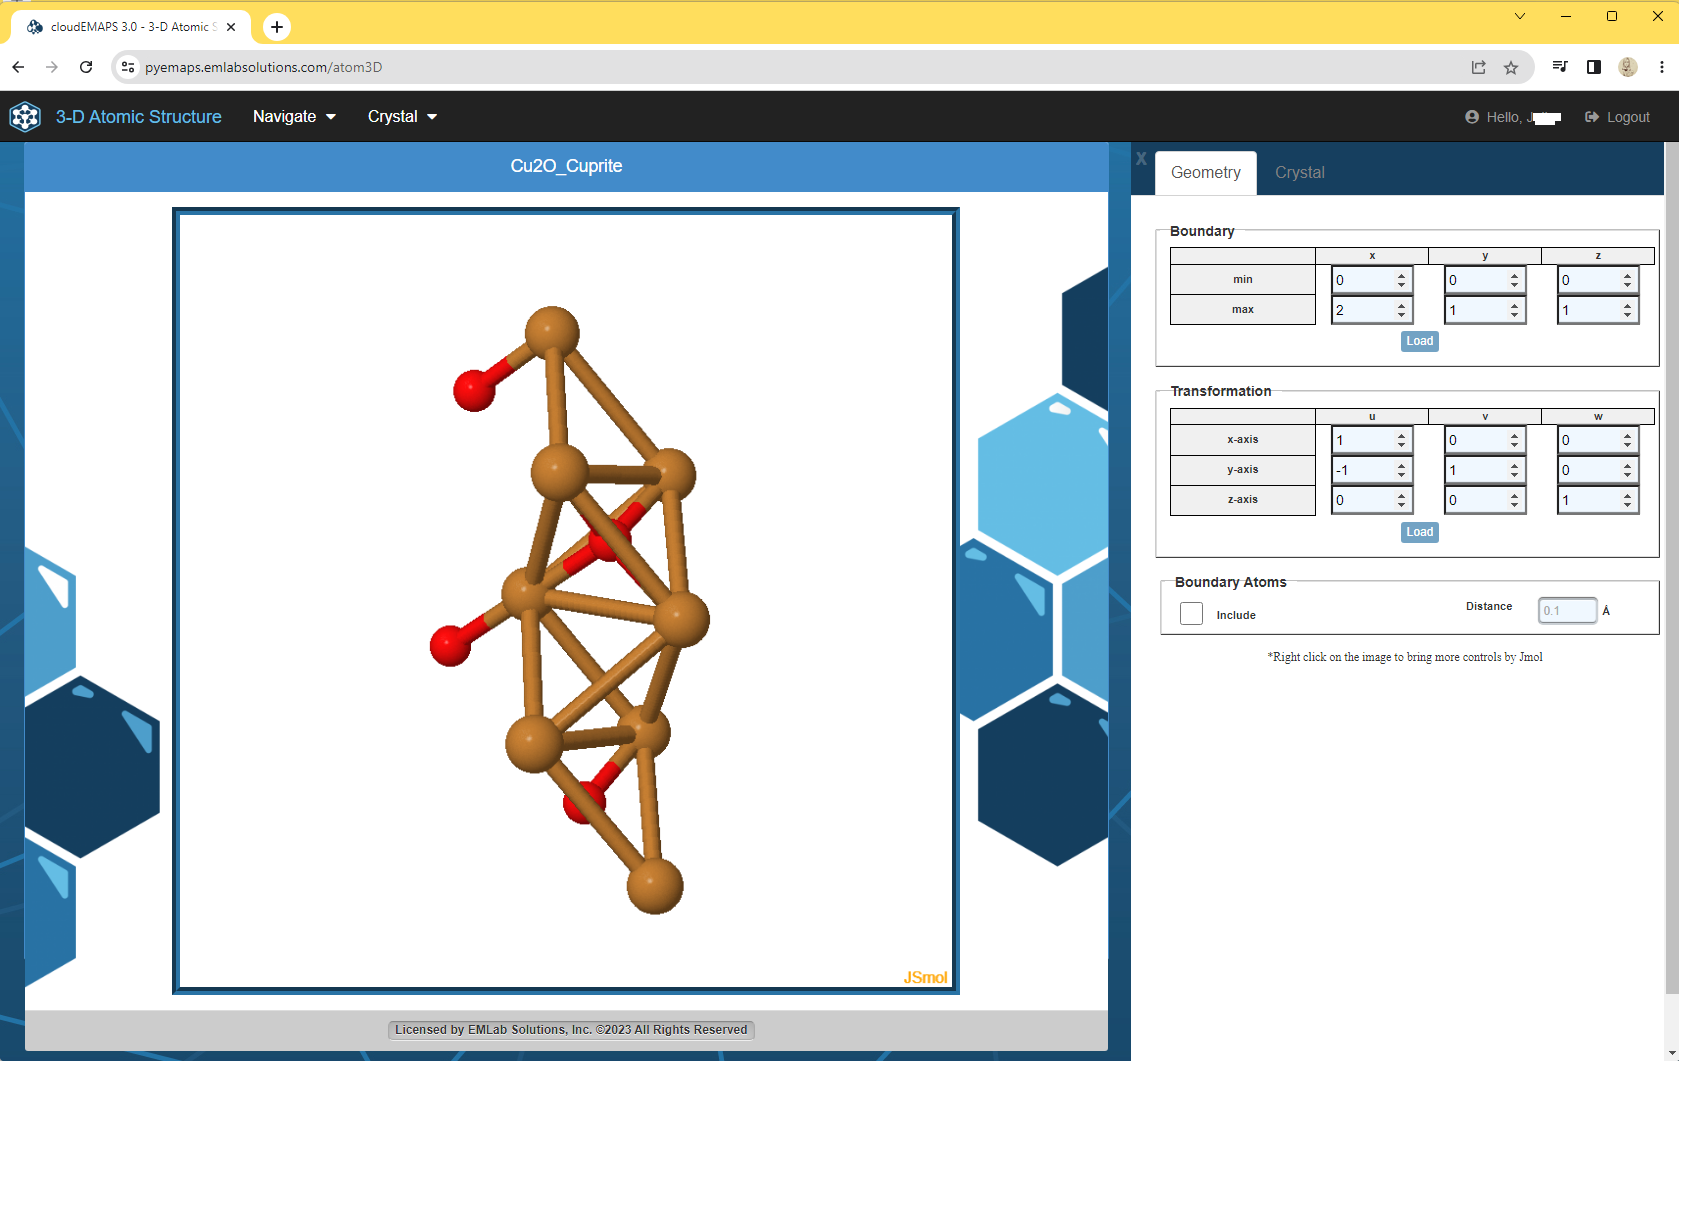 cloudEMAPS 3.0 - 3-D Atomic S
pyemaps.emlabsolutions.com/atom3D
3-D Atomic Structure Navigate Crystal Hello, J Logout
Cu2O_Cuprite
X Geometry Crystal
Boundary
x y z
min 0 0 0
max 2 1 1
Load
Transformation
u v w
x-axis 1 0 0
y-axis -1 1 0
z-axis 0 0 1
Load
Boundary Atoms
Include Distance 0.1 Å
*Right click on the image to bring more controls by Jmol
JSmol
Licensed by EMLab Solutions, Inc. ©2023 All Rights Reserved